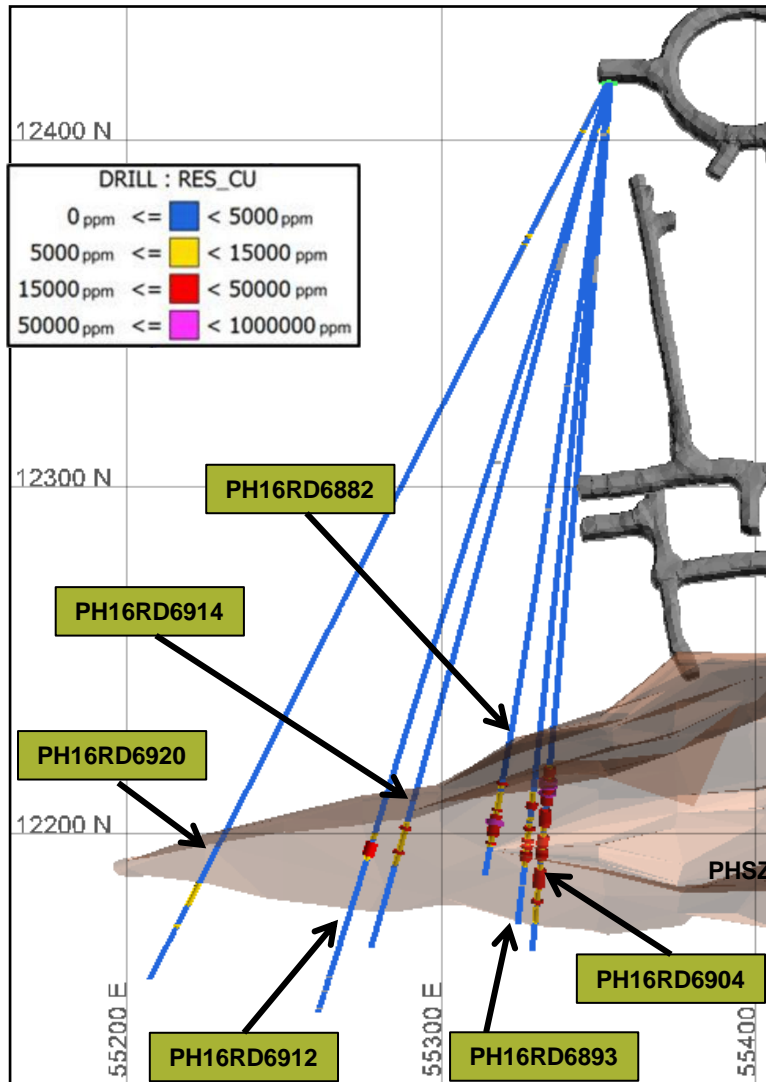 12400 N
DRILL : RES_CU
0 ppm <= < 5000 ppm
5000 ppm <= < 15000 ppm
15000 ppm <= < 50000 ppm
50000 ppm <= < 1000000 ppm
12300 N
PH16RD6882
PH16RD6914
PH16RD6920
12200 N
PHSZ
PH16RD6904
55200 E
55300 E
55400
PH16RD6912
PH16RD6893